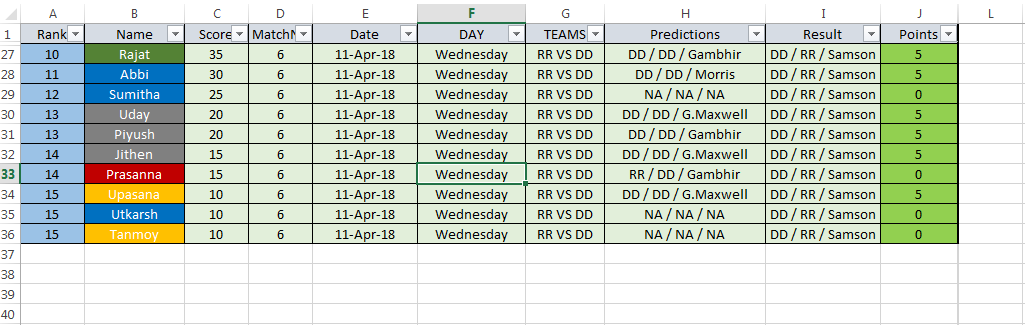 A B C D E F G H I J K L
1 Rank Name Score MatchN Date DAY TEAMS Predictions Result Points
27 10 Rajat 35 6 11-Apr-18 Wednesday RR VS DD DD / DD / Gambhir DD / RR / Samson 5
28 11 Abbi 30 6 11-Apr-18 Wednesday RR VS DD DD / DD / Morris DD / RR / Samson 5
29 12 Sumitha 25 6 11-Apr-18 Wednesday RR VS DD NA / NA / NA DD / RR / Samson 0
30 13 Uday 20 6 11-Apr-18 Wednesday RR VS DD DD / DD / G.Maxwell DD / RR / Samson 5
31 13 Piyush 20 6 11-Apr-18 Wednesday RR VS DD DD / DD / Gambhir DD / RR / Samson 5
32 14 Jithen 15 6 11-Apr-18 Wednesday RR VS DD DD / DD / G.Maxwell DD / RR / Samson 5
33 14 Prasanna 15 6 11-Apr-18 Wednesday RR VS DD RR / DD / Gambhir DD / RR / Samson 0
34 15 Upasana 10 6 11-Apr-18 Wednesday RR VS DD DD / DD / G.Maxwell DD / RR / Samson 5
35 15 Utkarsh 10 6 11-Apr-18 Wednesday RR VS DD NA / NA / NA DD / RR / Samson 0
36 15 Tanmoy 10 6 11-Apr-18 Wednesday RR VS DD NA / NA / NA DD / RR / Samson 0
37
38
39
40